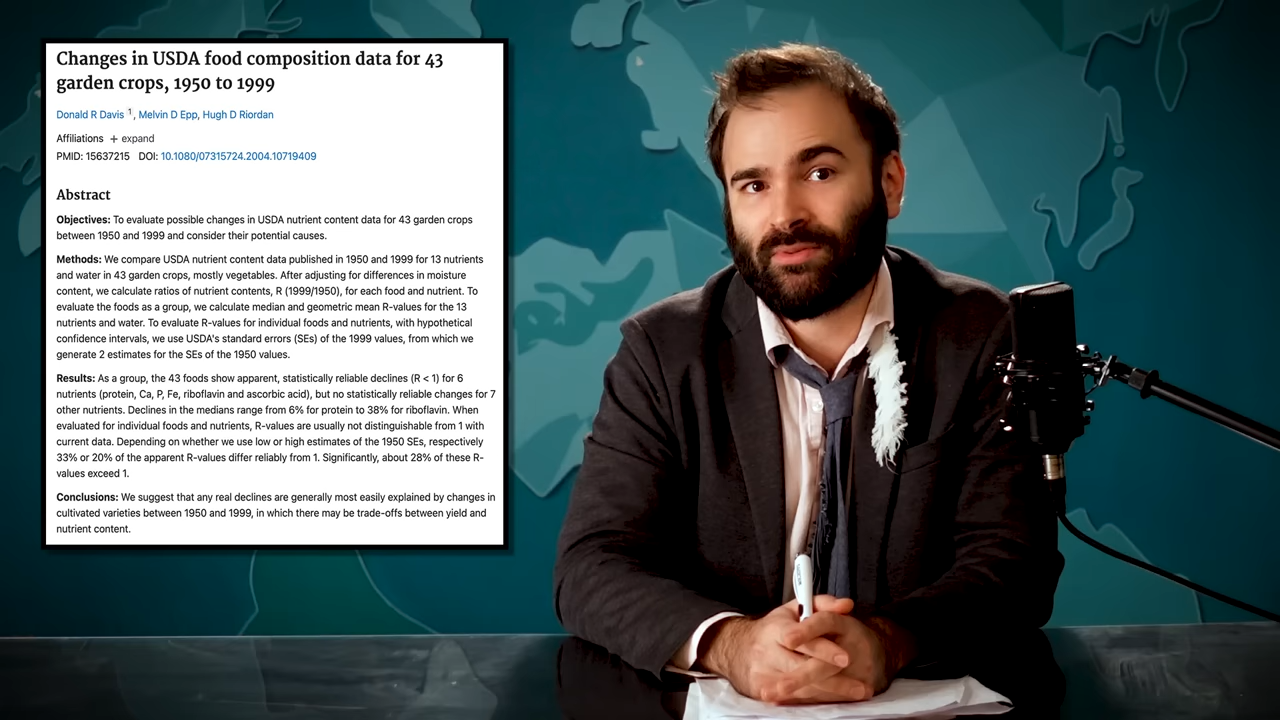 Changes in USDA food composition data for 43
garden crops, 1950 to 1999
Donald R Davis 1, Melvin D Epp, Hugh D Riordan
Affiliations + expand
PMID: 15637215 DOI: 10.1080/07315724.2004.10719409
Abstract
Objectives: To evaluate possible changes in USDA nutrient content data for 43 garden crops
between 1950 and 1999 and consider their potential causes.
Methods: We compare USDA nutrient content data published in 1950 and 1999 for 13 nutrients
and water in 43 garden crops, mostly vegetables. After adjusting for differences in moisture
content, we calculate ratios of nutrient contents, R (1999/1950), for each food and nutrient. To
evaluate the foods as a group, we calculate median and geometric mean R-values for the 13
nutrients and water. To evaluate R-values for individual foods and nutrients, with hypothetical
confidence intervals, we use USDA's standard errors (SEs) of the 1999 values, from which we
generate 2 estimates for the SEs of the 1950 values.
Results: As a group, the 43 foods show apparent, statistically reliable declines (R < 1) for 6
nutrients (protein, Ca, P, Fe, riboflavin and ascorbic acid), but no statistically reliable changes for 7
other nutrients. Declines in the medians range from 6% for protein to 38% for riboflavin. When
evaluated for individual foods and nutrients, R-values are usually not distinguishable from 1 with
current data. Depending on whether we use low or high estimates of the 1950 SEs, respectively
33% or 20% of the apparent R-values differ reliably from 1. Significantly, about 28% of these R-
values exceed 1.
Conclusions: We suggest that any real declines are generally most easily explained by changes in
cultivated varieties between 1950 and 1999, in which there may be trade-offs between yield and
nutrient content.